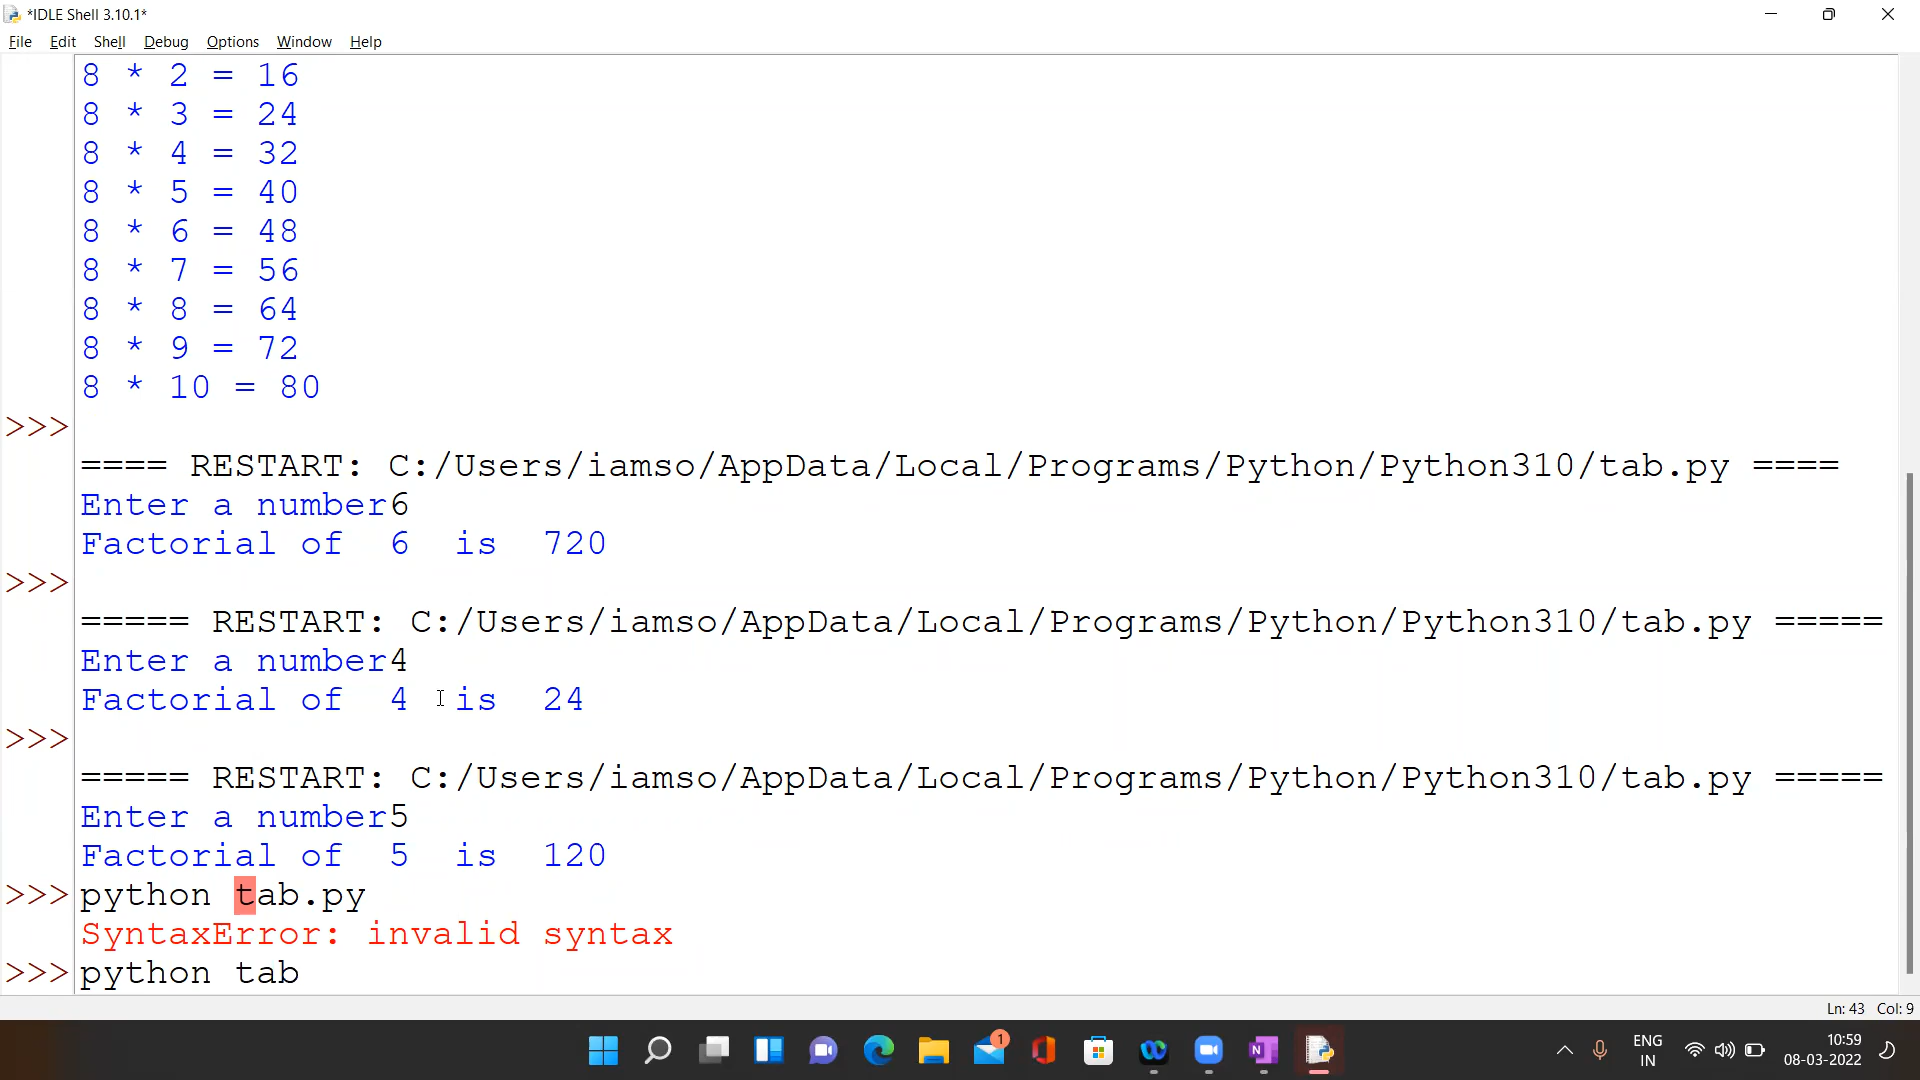 *IDLE Shell 3.10.1*
File Edit Shell Debug Options Window Help
8 * 2 = 16
8 * 3 = 24
8 * 4 = 32
8 * 5 = 40
8 * 6 = 48
8 * 7 = 56
8 * 8 = 64
8 * 9 = 72
8 * 10 = 80
>>>
==== RESTART: C:/Users/iamso/AppData/Local/Programs/Python/Python310/tab.py ====
Enter a number6
Factorial of  6  is  720
>>>
===== RESTART: C:/Users/iamso/AppData/Local/Programs/Python/Python310/tab.py =====
Enter a number4
Factorial of  4  is  24
>>>
===== RESTART: C:/Users/iamso/AppData/Local/Programs/Python/Python310/tab.py =====
Enter a number5
Factorial of  5  is  120
>>> python tab.py
SyntaxError: invalid syntax
>>> python tab
Ln: 43 Col: 9
1
ENG
IN
10:59
08-03-2022